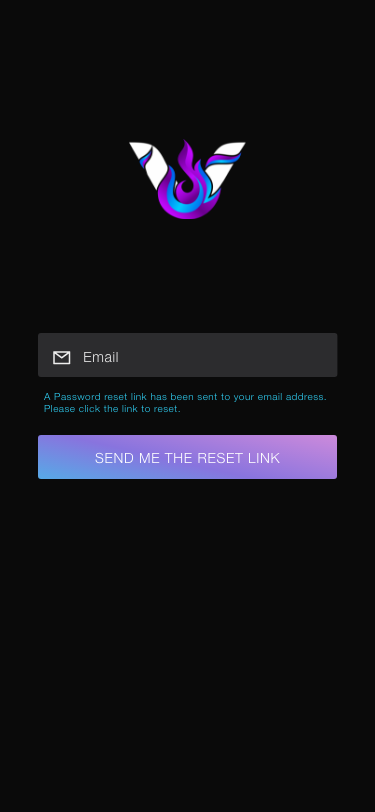 Email
A Password reset link has been sent to your email address.
Please click the link to reset.
SEND ME THE RESET LINK